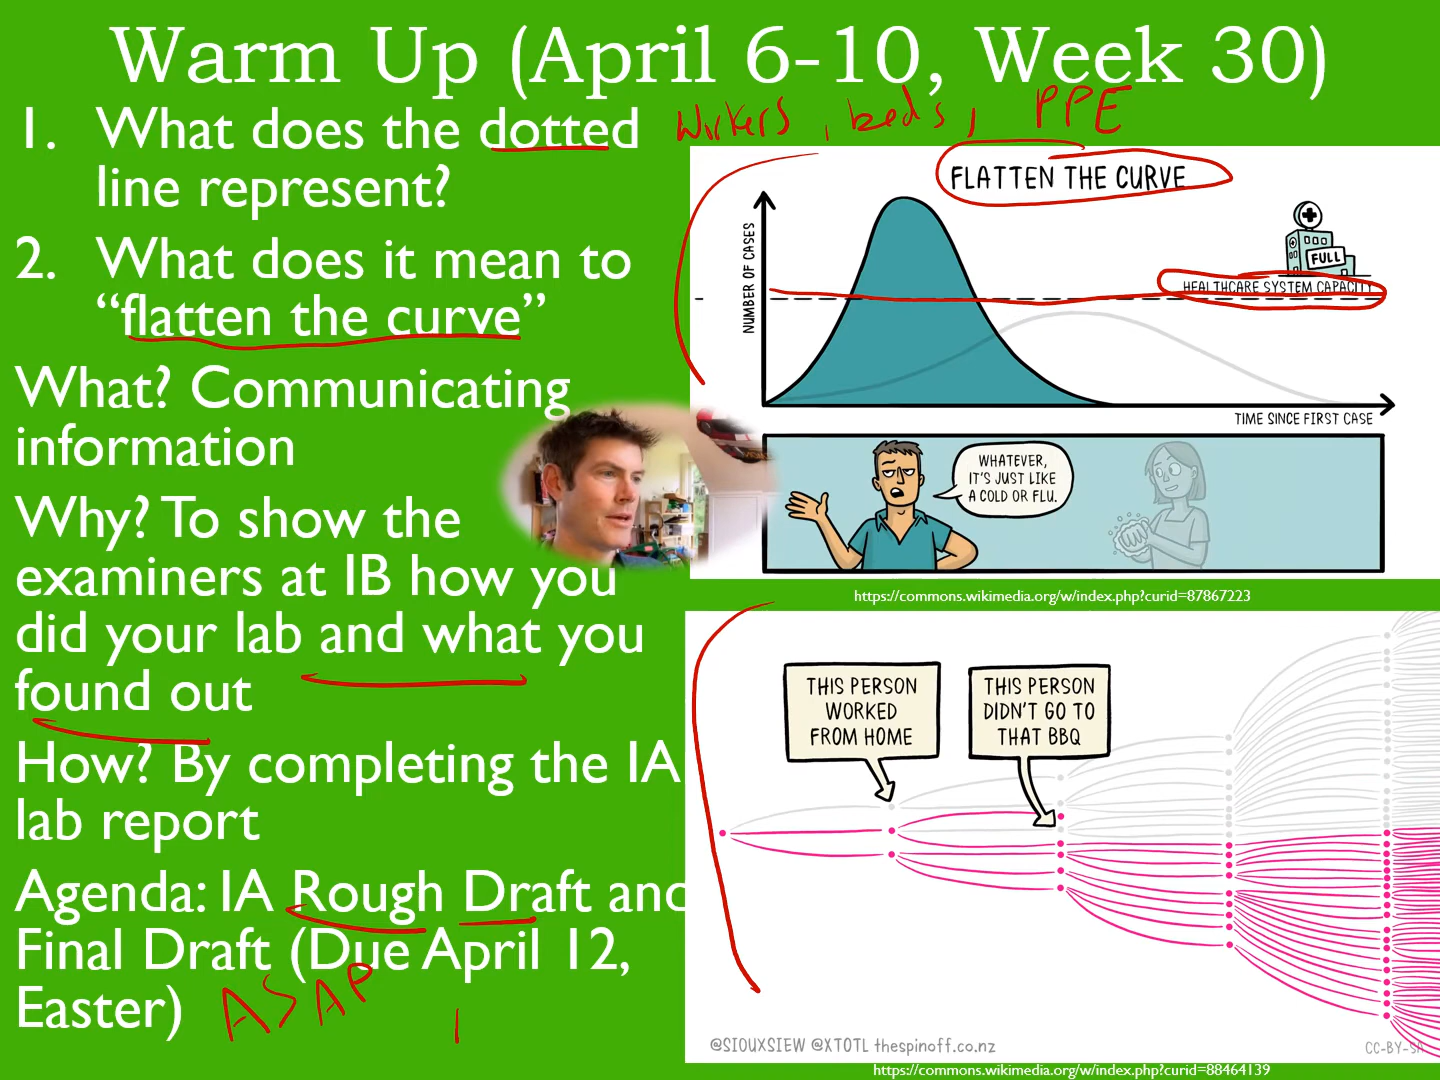 Warm Up (April 6-10, Week 30)
1. What does the dotted
line represent?
workers, beds, PPE
2. What does it mean to
“flatten the curve”
What? Communicating
information
Why? To show the
examiners at IB how you
did your lab and what you
found out
How? By completing the IA
lab report
Agenda: IA Rough Draft and
Final Draft (Due April 12,
Easter)
ASAP
FLATTEN THE CURVE
NUMBER OF CASES
FULL
HEALTHCARE SYSTEM CAPACITY
TIME SINCE FIRST CASE
WHATEVER,
IT'S JUST LIKE
A COLD OR FLU.
https://commons.wikimedia.org/w/index.php?curid=87867223
THIS PERSON
WORKED
FROM HOME
THIS PERSON
DIDN'T GO TO
THAT BBQ
@SIOUXSIEW @XTOTL thespinoff.co.nz
CC-BY-SA
https://commons.wikimedia.org/w/index.php?curid=88464139